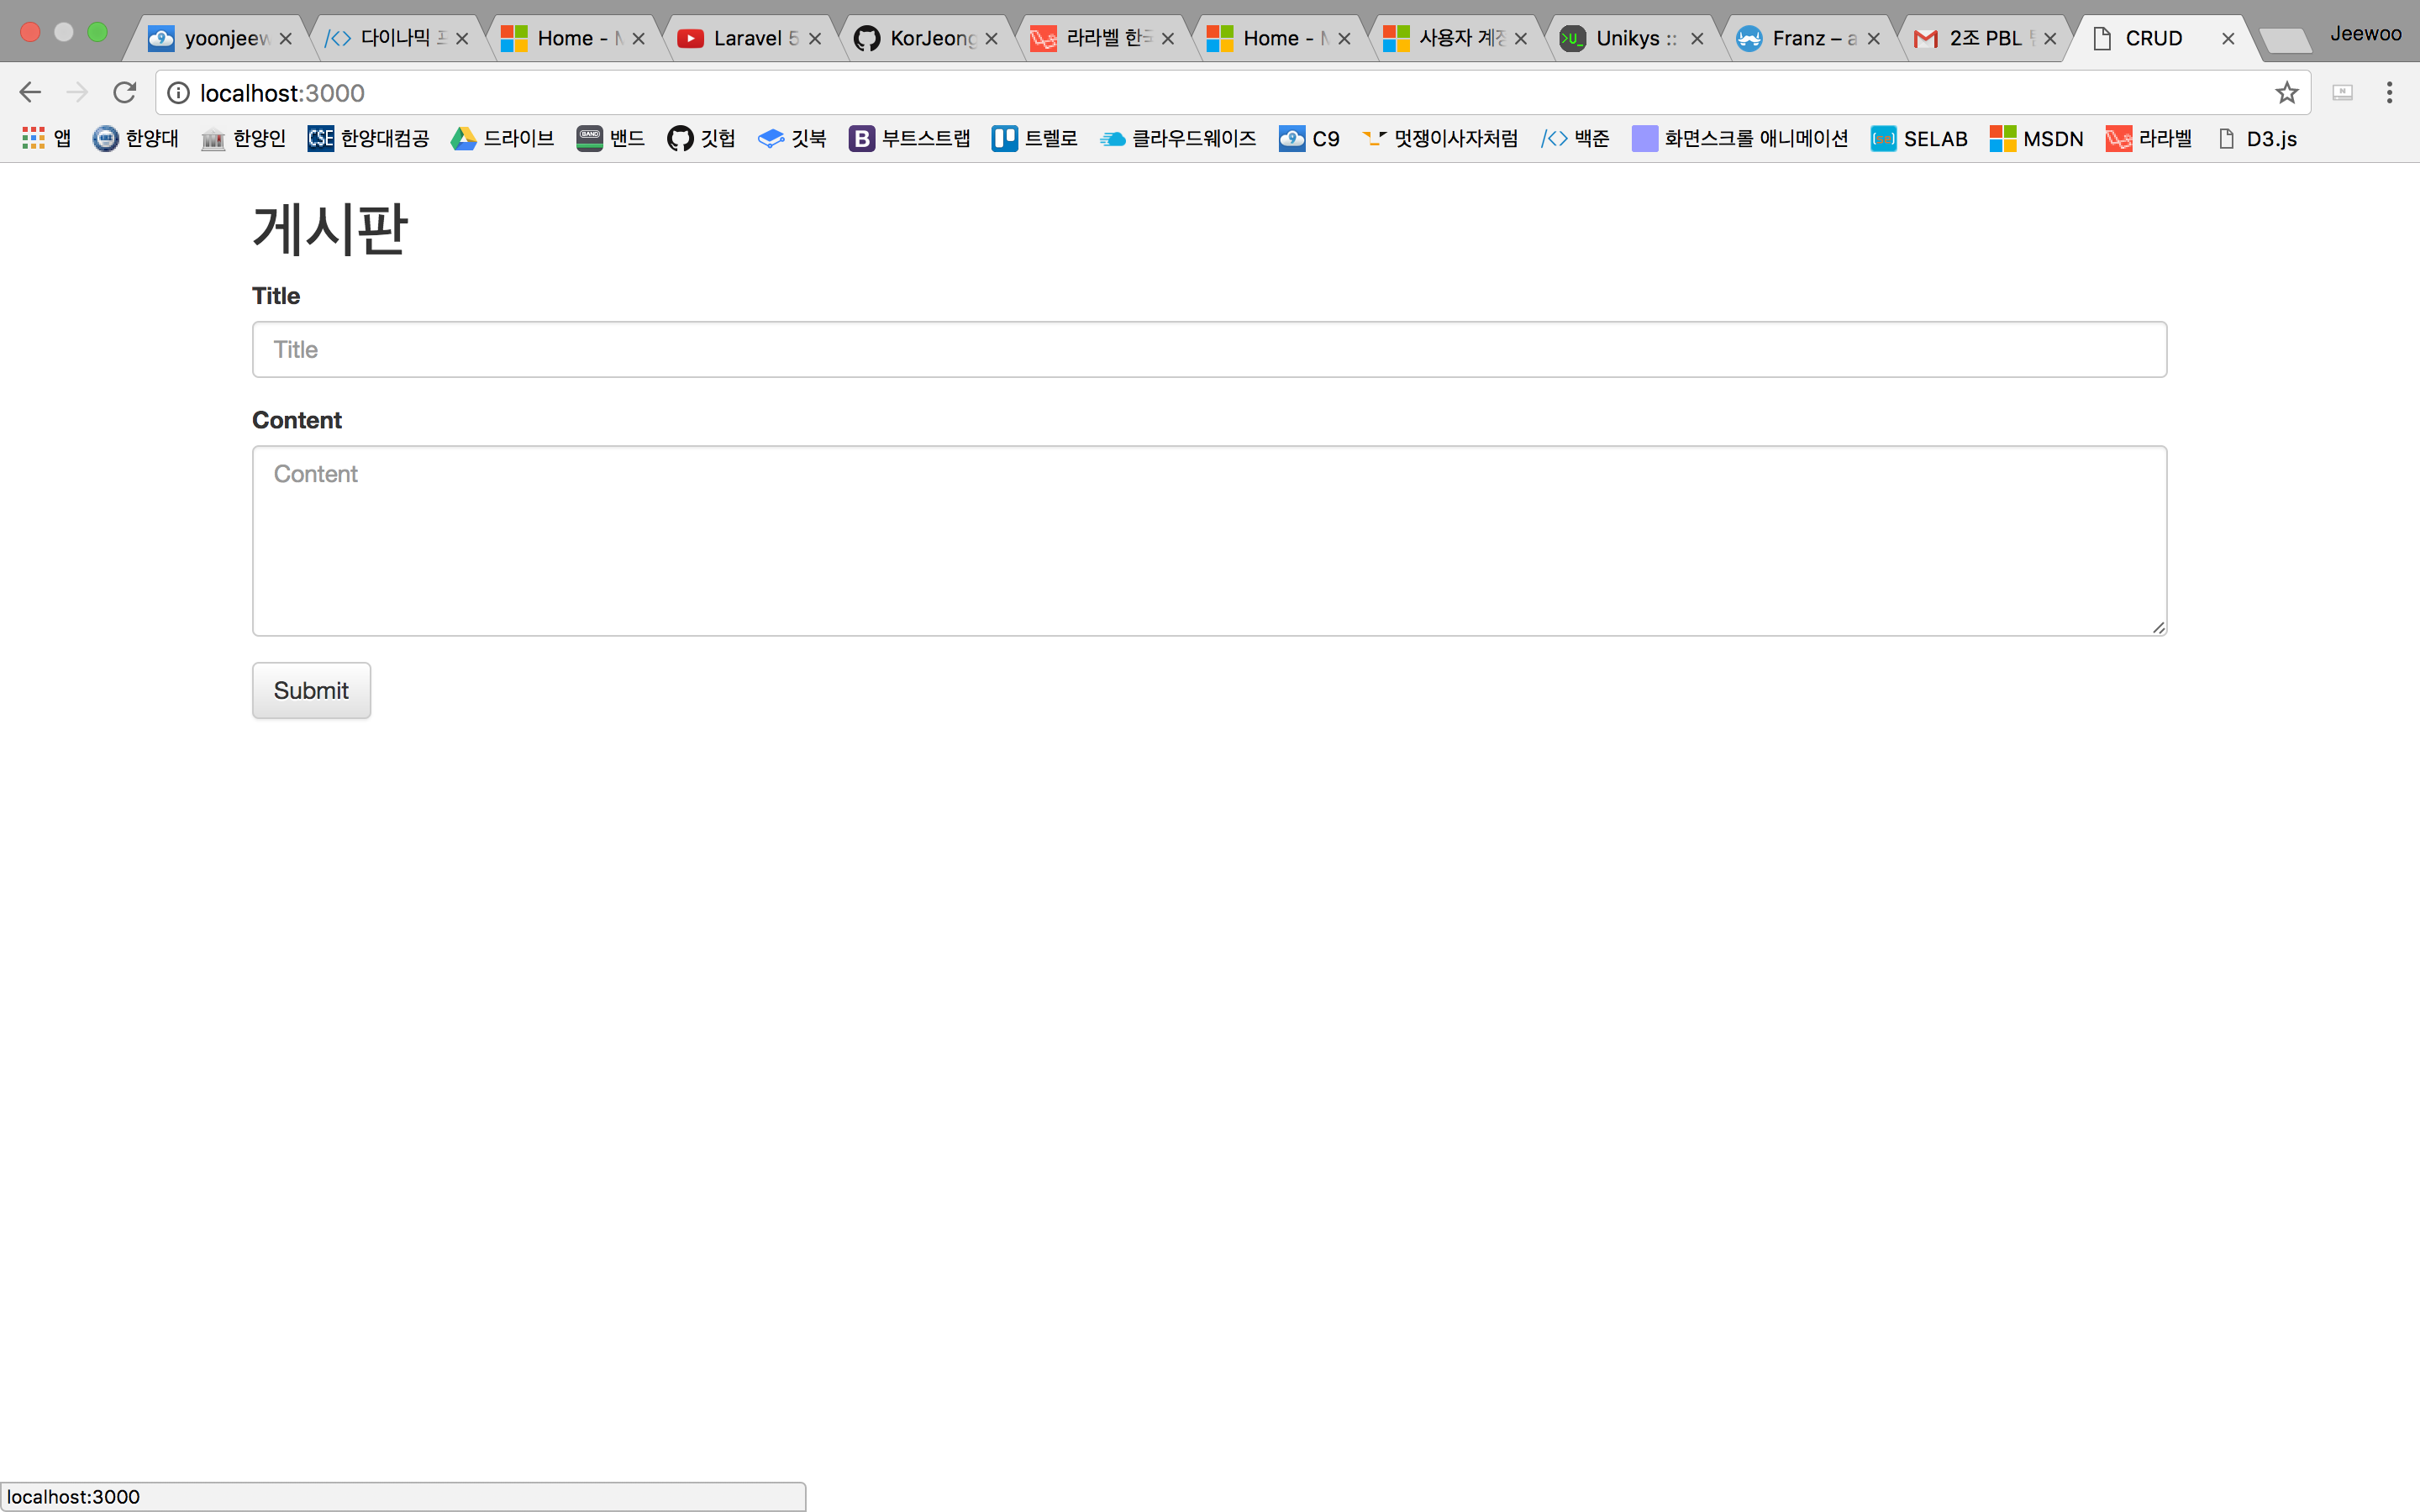 yoonjeew 다이나믹 Home - Laravel 5 KorJeong 라라벨 한국 Home - 사용자 계정 Unikys :: Franz – a 2조 PBL CRUD Jeewoo
localhost:3000
앱 한양대 한양인 CSE 한양대컴공 드라이브 BAND 밴드 깃헙 깃북 B 부트스트랩 트렐로 클라우드웨이즈 C9 멋쟁이사자처럼 백준 화면스크롤 애니메이션 SELAB MSDN 라라벨 D3.js
게시판
Title
Title
Content
Content
Submit
localhost:3000